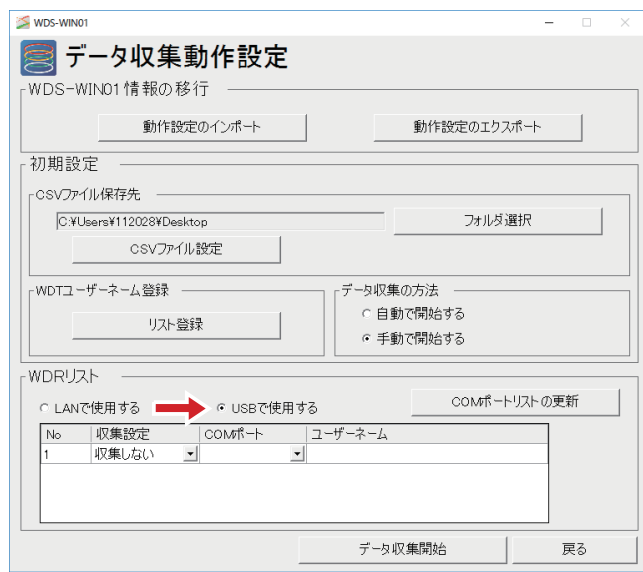 WDS-WIN01
データ収集動作設定
WDS-WIN01情報の移行
動作設定のインポート 動作設定のエクスポート
初期設定
CSVファイル保存先
C:¥Users¥112028¥Desktop フォルダ選択
CSVファイル設定
WDTユーザーネーム登録 データ収集の方法
リスト登録 自動で開始する
手動で開始する
WDRリスト
LANで使用する USBで使用する COMポートリストの更新
No 収集設定 COMポート ユーザーネーム
1 収集しない
データ収集開始 戻る